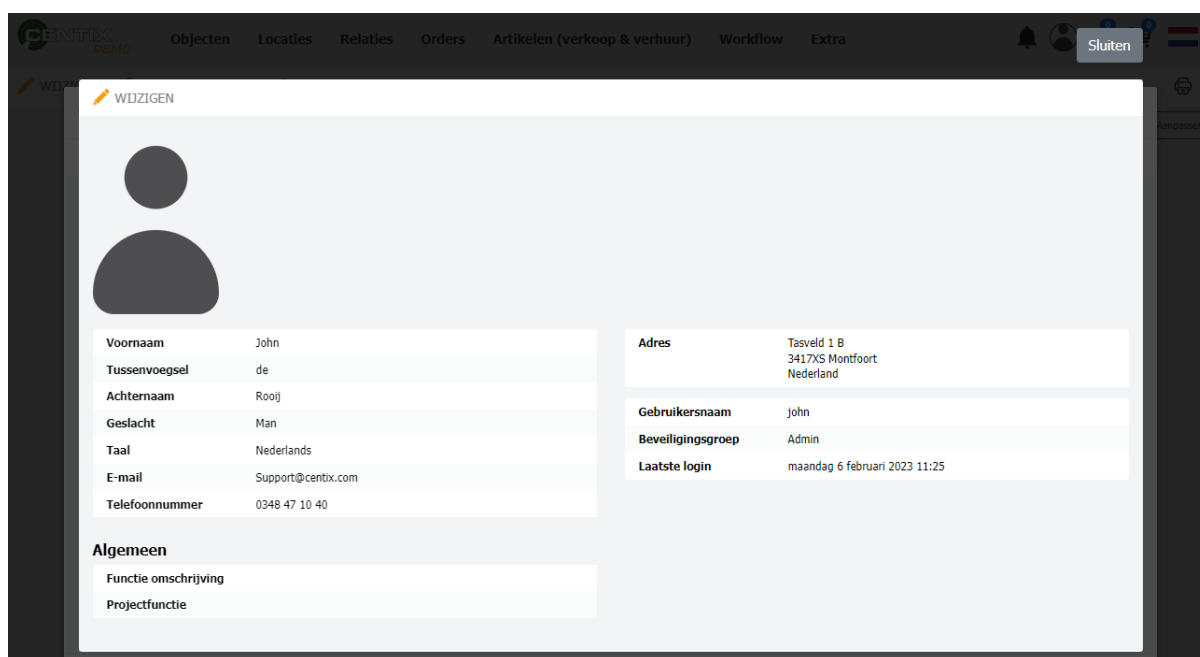 CENTIX
DEMO
Objecten Locaties Relaties Orders Artikelen (verkoop & verhuur) Workflow Extra
Sluiten
Aanpassen
WIJZIGEN
Voornaam John
Tussenvoegsel de
Achternaam Rooij
Geslacht Man
Taal Nederlands
E-mail Support@centix.com
Telefoonnummer 0348 47 10 40
Adres Tasveld 1 B
3417XS Montfoort
Nederland
Gebruikersnaam john
Beveiligingsgroep Admin
Laatste login maandag 6 februari 2023 11:25
Algemeen
Functie omschrijving
Projectfunctie